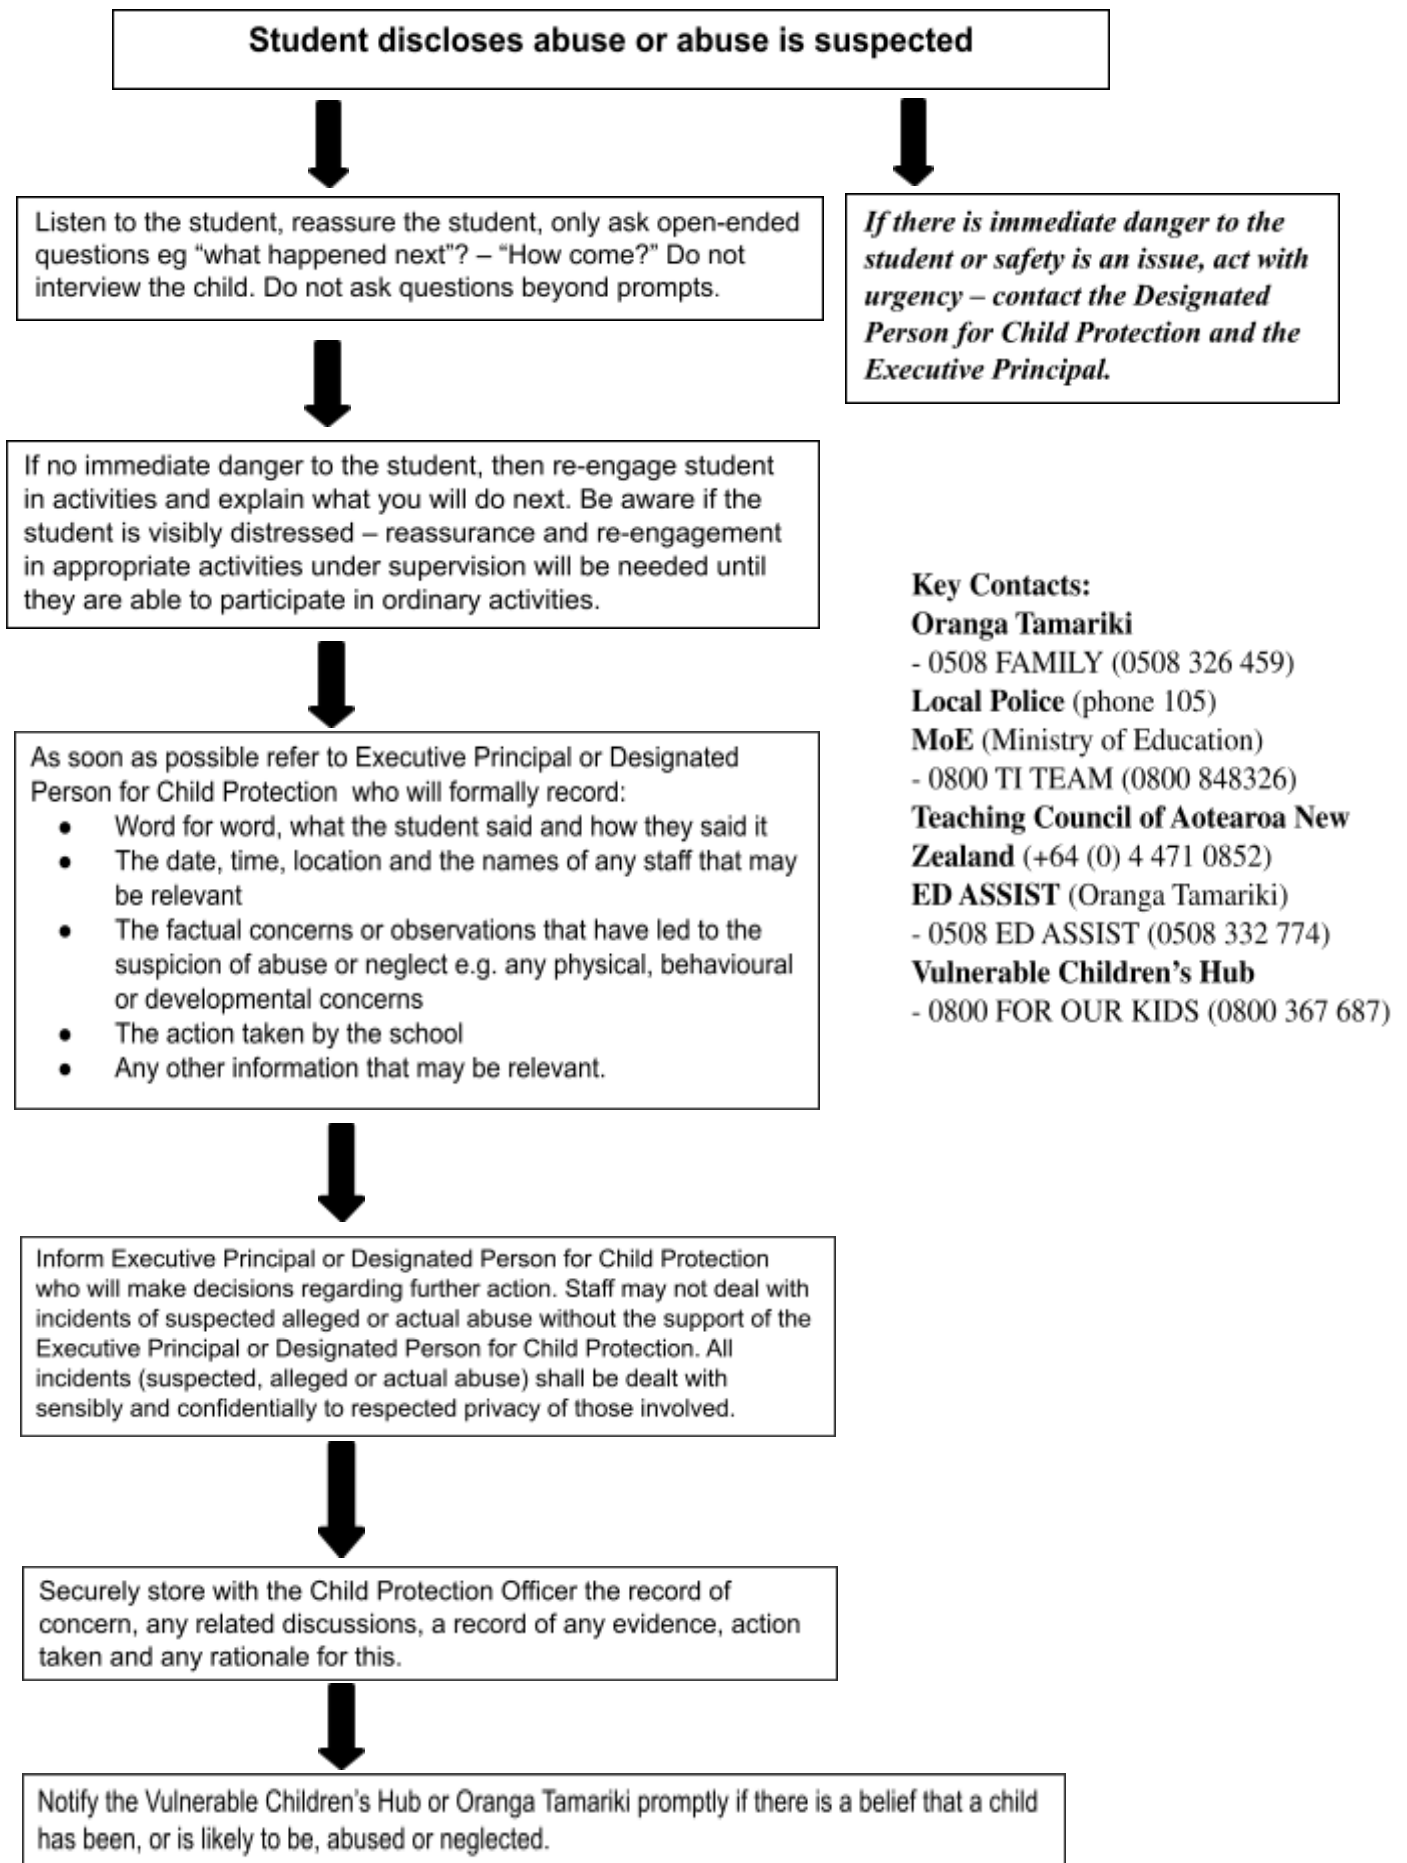 Student discloses abuse or abuse is suspected
Listen to the student, reassure the student, only ask open-ended
questions eg “what happened next”? – “How come?” Do not
interview the child. Do not ask questions beyond prompts.
If there is immediate danger to the
student or safety is an issue, act with
urgency – contact the Designated
Person for Child Protection and the
Executive Principal.
If no immediate danger to the student, then re-engage student
in activities and explain what you will do next. Be aware if the
student is visibly distressed – reassurance and re-engagement
in appropriate activities under supervision will be needed until
they are able to participate in ordinary activities.
Key Contacts:
Oranga Tamariki
- 0508 FAMILY (0508 326 459)
Local Police (phone 105)
MoE (Ministry of Education)
- 0800 TI TEAM (0800 848326)
Teaching Council of Aotearoa New
Zealand (+64 (0) 4 471 0852)
ED ASSIST (Oranga Tamariki)
- 0508 ED ASSIST (0508 332 774)
Vulnerable Children’s Hub
- 0800 FOR OUR KIDS (0800 367 687)
As soon as possible refer to Executive Principal or Designated
Person for Child Protection who will formally record:
● Word for word, what the student said and how they said it
● The date, time, location and the names of any staff that may
be relevant
● The factual concerns or observations that have led to the
suspicion of abuse or neglect e.g. any physical, behavioural
or developmental concerns
● The action taken by the school
● Any other information that may be relevant.
Inform Executive Principal or Designated Person for Child Protection
who will make decisions regarding further action. Staff may not deal with
incidents of suspected alleged or actual abuse without the support of the
Executive Principal or Designated Person for Child Protection. All
incidents (suspected, alleged or actual abuse) shall be dealt with
sensibly and confidentially to respected privacy of those involved.
Securely store with the Child Protection Officer the record of
concern, any related discussions, a record of any evidence, action
taken and any rationale for this.
Notify the Vulnerable Children’s Hub or Oranga Tamariki promptly if there is a belief that a child
has been, or is likely to be, abused or neglected.